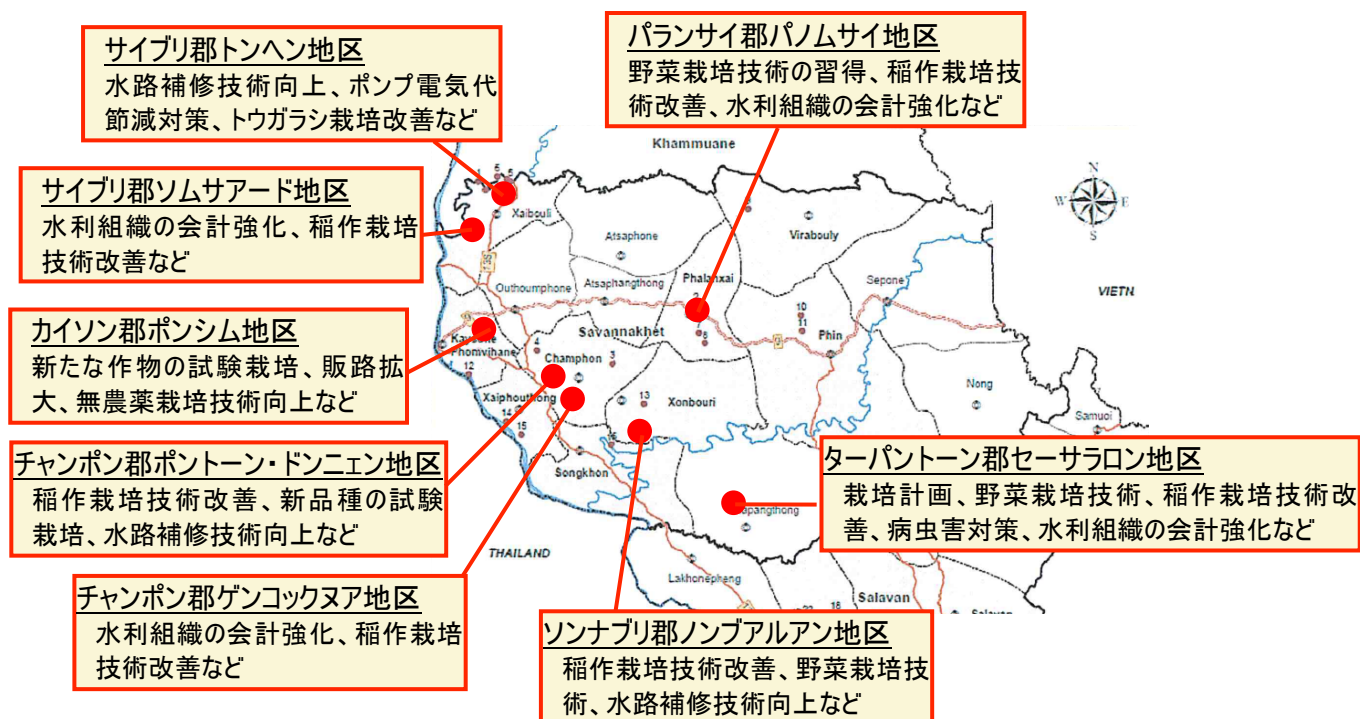 サイブリ郡トンヘン地区
水路補修技術向上、ポンプ電気代
節減対策、トウガラシ栽培改善など
パランサイ郡パノムサイ地区
野菜栽培技術の習得、稲作栽培技
術改善、水利組織の会計強化など
サイブリ郡ソムサアード地区
水利組織の会計強化、稲作栽培
技術改善など
カイソン郡ポンシム地区
新たな作物の試験栽培、販路拡
大、無農薬栽培技術向上など
チャンポン郡ポントーン・ドンニェン地区
稲作栽培技術改善、新品種の試験
栽培、水路補修技術向上など
チャンポン郡ゲンコックヌア地区
水利組織の会計強化、稲作栽培
技術改善など
ソンナブリ郡ノンブアルアン地区
稲作栽培技術改善、野菜栽培技
術、水路補修技術向上など
ターパントーン郡セーサラロン地区
栽培計画、野菜栽培技術、稲作栽培技術改
善、病虫害対策、水利組織の会計強化など
Khammuane
N
W
E
S
Xaibouli
Atsaphone
Virabouly
13S
Outhoumphone
Atsaphangthong
Phalanxai
Sepone
VIETN
9
Savannakhet
10
11
Phin
Phomvihane
4
Champhon
3
12
Xaiphouthong
14
15
13
Xonbouri
Nong
Samuoi
Songkhon
THAILAND
apangthong
Lakhonepheng
Salavan
18